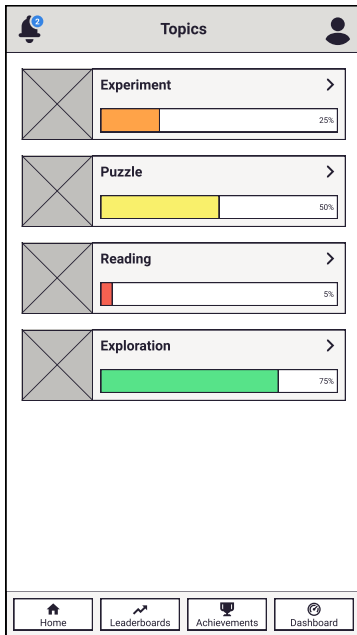 2
Topics
Experiment
25%
Puzzle
50%
Reading
5%
Exploration
75%
Home
Leaderboards
Achievements
Dashboard